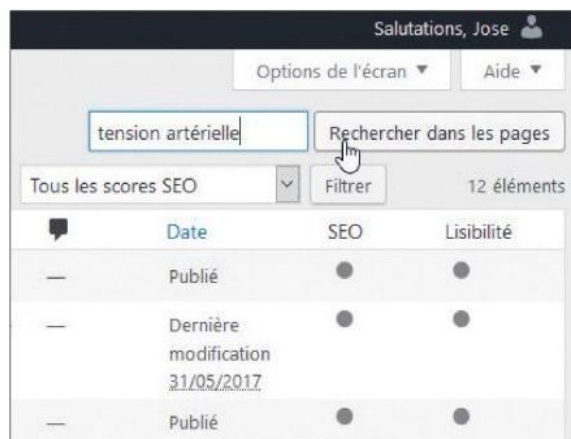 Salutations, Jose
Options de l'écran ▼ Aide ▼
tension artérielle Rechercher dans les pages
Tous les scores SEO Filtrer 12 éléments
Date SEO Lisibilité
— Publié
— Dernière
modification
31/05/2017
— Publié